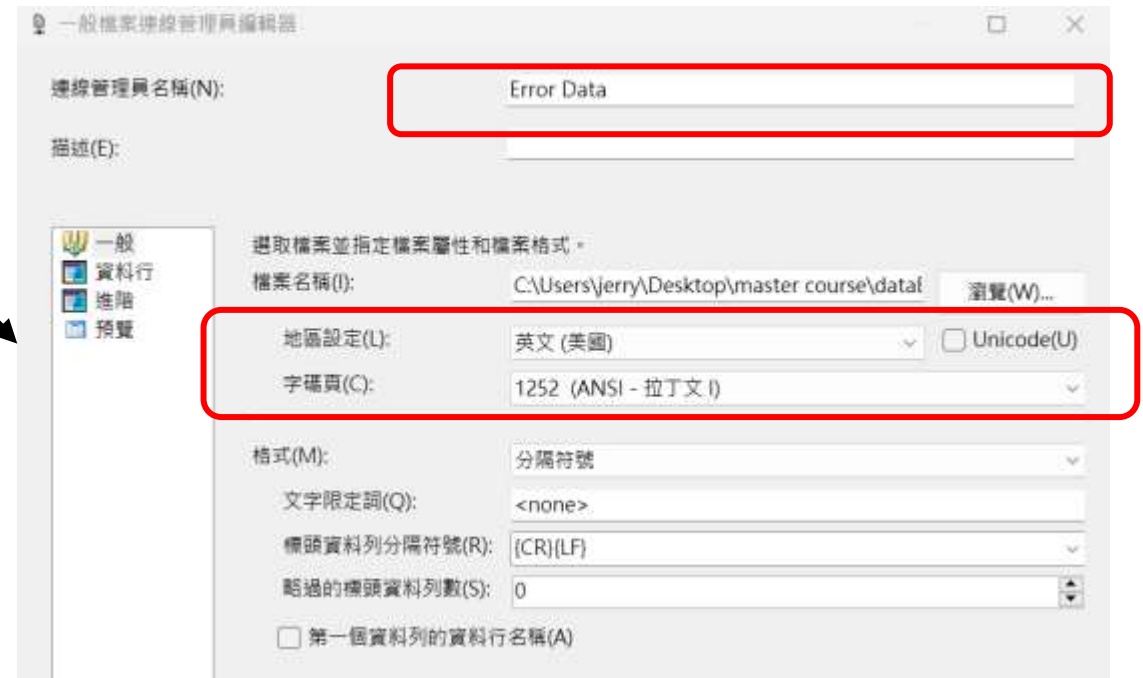 一般檔案連線管理員編輯器
連線管理員名稱(N): Error Data
描述(E):
一般
資料行
進階
預覽
選取檔案並指定檔案屬性和檔案格式。
檔案名稱(I): C:\Users\jerry\Desktop\master course\data 瀏覽(W)...
地區設定(L): 英文 (美國) Unicode(U)
字碼頁(C): 1252 (ANSI - 拉丁文 I)
格式(M): 分隔符號
文字限定詞(Q): <none>
標頭資料列分隔符號(R): {CR}{LF}
略過的標頭資料列數(S): 0
第一個資料列的資料行名稱(A)